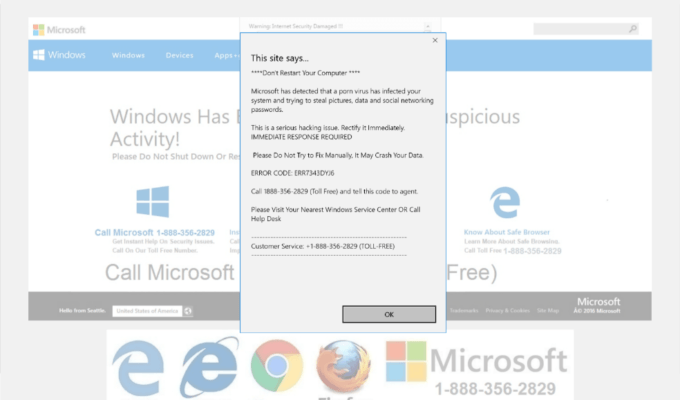 Microsoft
Warning: Internet Security Damaged !!
Windows
Windows
Devices
Apps+
This site says...
****Don't Restart Your Computer ****
Microsoft has detected that a porn virus has infected your
system and trying to steal pictures, data and social networking
passwords.
This is a serious hacking issue. Rectify It Immediately.
IMMEDIATE RESPONSE REQUIRED
Please Do Not Try to Fix Manually, It May Crash Your Data.
ERROR CODE: ERR7343DYJ6
Call 1888-356-2829 (Toll Free) and tell this code to agent.
Please Visit Your Nearest Windows Service Center OR Call
Help Desk
Customer Service: +1-888-356-2829 (TOLL-FREE)
OK
Windows Has
Activity!
Please Do Not Shut Down Or
Call Microsoft 1-888-356-2829
Get Instant Help On Security Issues.
Call On Our Toll Free Number.
Know About Safe Browser
Learn More About Safe Browsing.
Call Toll Free 1-888-356-2829
Call Microsoft
Free)
Hello from Seattle.
United States of America
Trademarks
Privacy & Cookies
Site Map
Microsoft
Â© 2016 Microsoft
Microsoft
1-888-356-2829